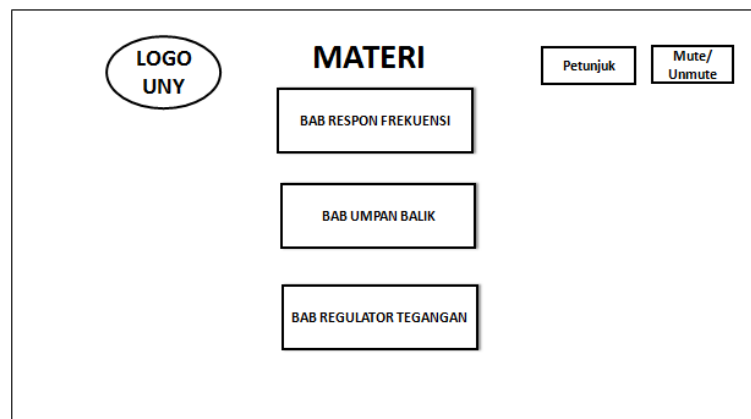 LOGO
UNY
MATERI
Petunjuk
Mute/
Unmute
BAB RESPON FREKUENSI
BAB UMPAN BALIK
BAB REGULATOR TEGANGAN